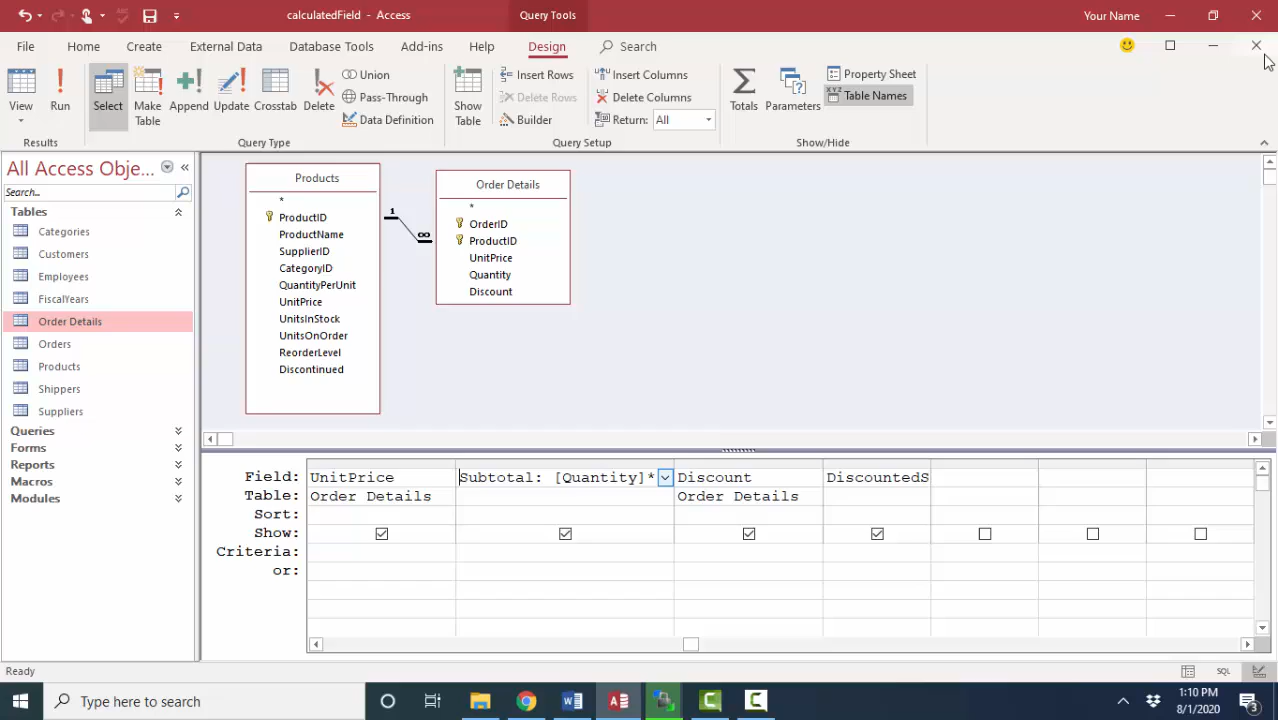 calculatedField - Access
Query Tools
Your Name
File Home Create External Data Database Tools Add-ins Help Design Search
View
Run
Select
Make
Table
Append
Update
Crosstab
Delete
Union
Pass-Through
Data Definition
Show
Table
Insert Rows
Delete Rows
Builder
Insert Columns
Delete Columns
Return: All
Totals
Parameters
Property Sheet
XYZ Table Names
Results
Query Type
Query Setup
Show/Hide
All Access Obje...
Search...
Tables
Categories
Customers
Employees
FiscalYears
Order Details
Orders
Products
Shippers
Suppliers
Queries
Forms
Reports
Macros
Modules
Products
*
ProductID
ProductName
SupplierID
CategoryID
QuantityPerUnit
UnitPrice
UnitsInStock
UnitsOnOrder
ReorderLevel
Discontinued
1
∞
Order Details
*
OrderID
ProductID
UnitPrice
Quantity
Discount
Field: UnitPrice Subtotal: [Quantity]* Discount DiscountedS
Table: Order Details Order Details
Sort:
Show:
Criteria:
or:
Ready
SQL
Type here to search
1:10 PM
8/1/2020
3